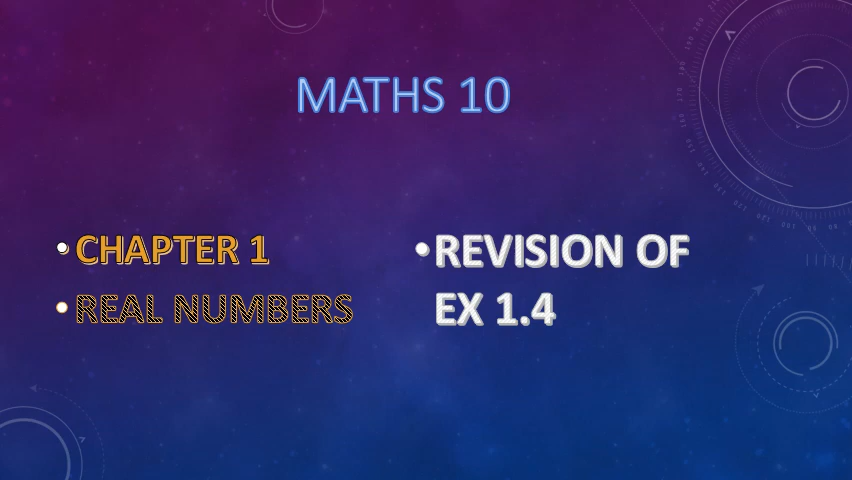 MATHS 10
• CHAPTER 1
• REAL NUMBERS
• REVISION OF
EX 1.4